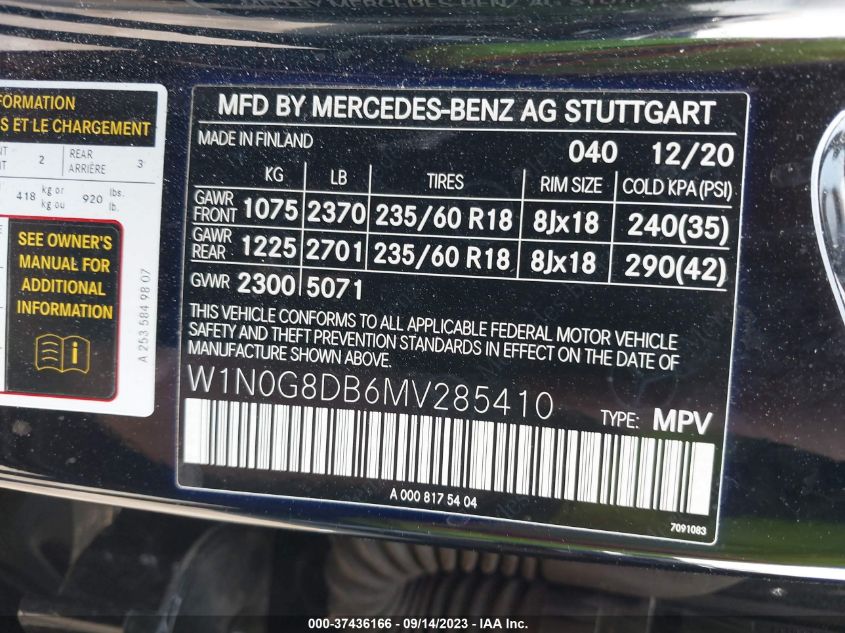 FORMATION
S ET LE CHARGEMENT
2 REAR ARRIÈRE 3
418 kg or kg ou 920 lbs. lb.
SEE OWNER'S
MANUAL FOR
ADDITIONAL
INFORMATION
A 253 584 98 07
MFD BY MERCEDES-BENZ AG STUTTGART
MADE IN FINLAND 040 12/20
KG LB TIRES RIM SIZE COLD KPA(PSI)
GAWR FRONT 1075 2370 235/60 R18 8Jx18 240(35)
GAWR REAR 1225 2701 235/60 R18 8Jx18 290(42)
GWR 2300 5071
THIS VEHICLE CONFORMS TO ALL APPLICABLE FEDERAL MOTOR VEHICLE
SAFETY AND THEFT PREVENTION STANDARDS IN EFFECT ON THE DATE OF
MANUFACTURE SHOWN ABOVE.
W1N0G8DB6MV285410 TYPE: MPV
A 000 817 54 04
7091083
000-37436166 - 09/14/2023 - IAA Inc.